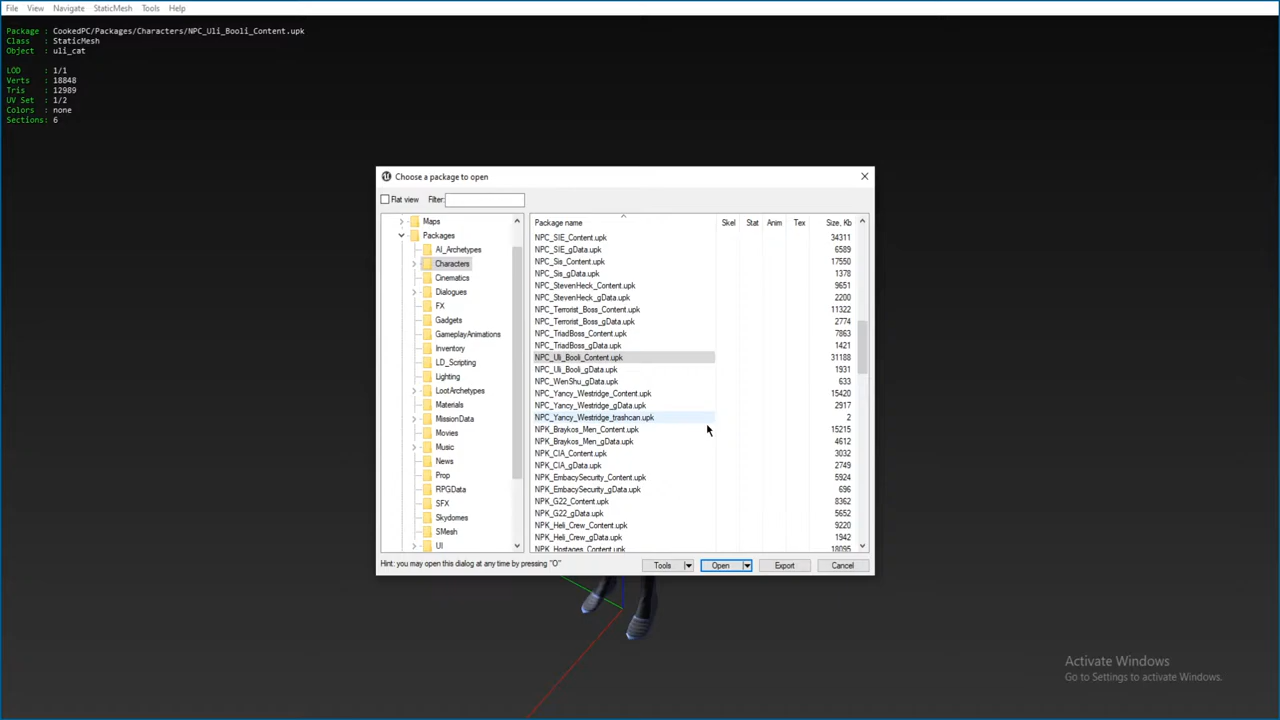 File View Navigate StaticMesh Tools Help
Package : CookedPC/Packages/Characters/NPC_Uli_Booli_Content.upk
Class : StaticMesh
Object : uli_cat
LOD : 1/1
Verts : 18848
Tris : 12989
UV Set : 1/2
Colors : none
Sections: 6
Choose a package to open
Flat view Filter:
Maps
Packages
AI_Archetypes
Characters
Cinematics
Dialogues
FX
Gadgets
GameplayAnimations
Inventory
LD_Scripting
Lighting
LootArchetypes
Materials
MissionData
Movies
Music
News
Prop
RPGData
SFX
Skydomes
SMesh
UI
Package name Skel Stat Anim Tex Size, Kb
NPC_SIE_Content.upk 34311
NPC_SIE_gData.upk 6589
NPC_Sis_Content.upk 17550
NPC_Sis_gData.upk 1378
NPC_StevenHeck_Content.upk 9651
NPC_StevenHeck_gData.upk 2200
NPC_Terrorist_Boss_Content.upk 11322
NPC_Terrorist_Boss_gData.upk 2774
NPC_TriadBoss_Content.upk 7863
NPC_TriadBoss_gData.upk 1421
NPC_Uli_Booli_Content.upk 31188
NPC_Uli_Booli_gData.upk 1931
NPC_WenShu_gData.upk 633
NPC_Yancy_Westridge_Content.upk 15420
NPC_Yancy_Westridge_gData.upk 2917
NPC_Yancy_Westridge_trashcan.upk 2
NPK_Braykos_Men_Content.upk 15215
NPK_Braykos_Men_gData.upk 4612
NPK_CIA_Content.upk 3032
NPK_CIA_gData.upk 2749
NPK_EmbacySecurity_Content.upk 5924
NPK_EmbacySecurity_gData.upk 696
NPK_G22_Content.upk 8362
NPK_G22_gData.upk 5652
NPK_Heli_Crew_Content.upk 9220
NPK_Heli_Crew_gData.upk 1942
NPK_Hostages_Content.upk 18095
Hint: you may open this dialog at any time by pressing "O"
Tools Open Export Cancel
Activate Windows
Go to Settings to activate Windows.